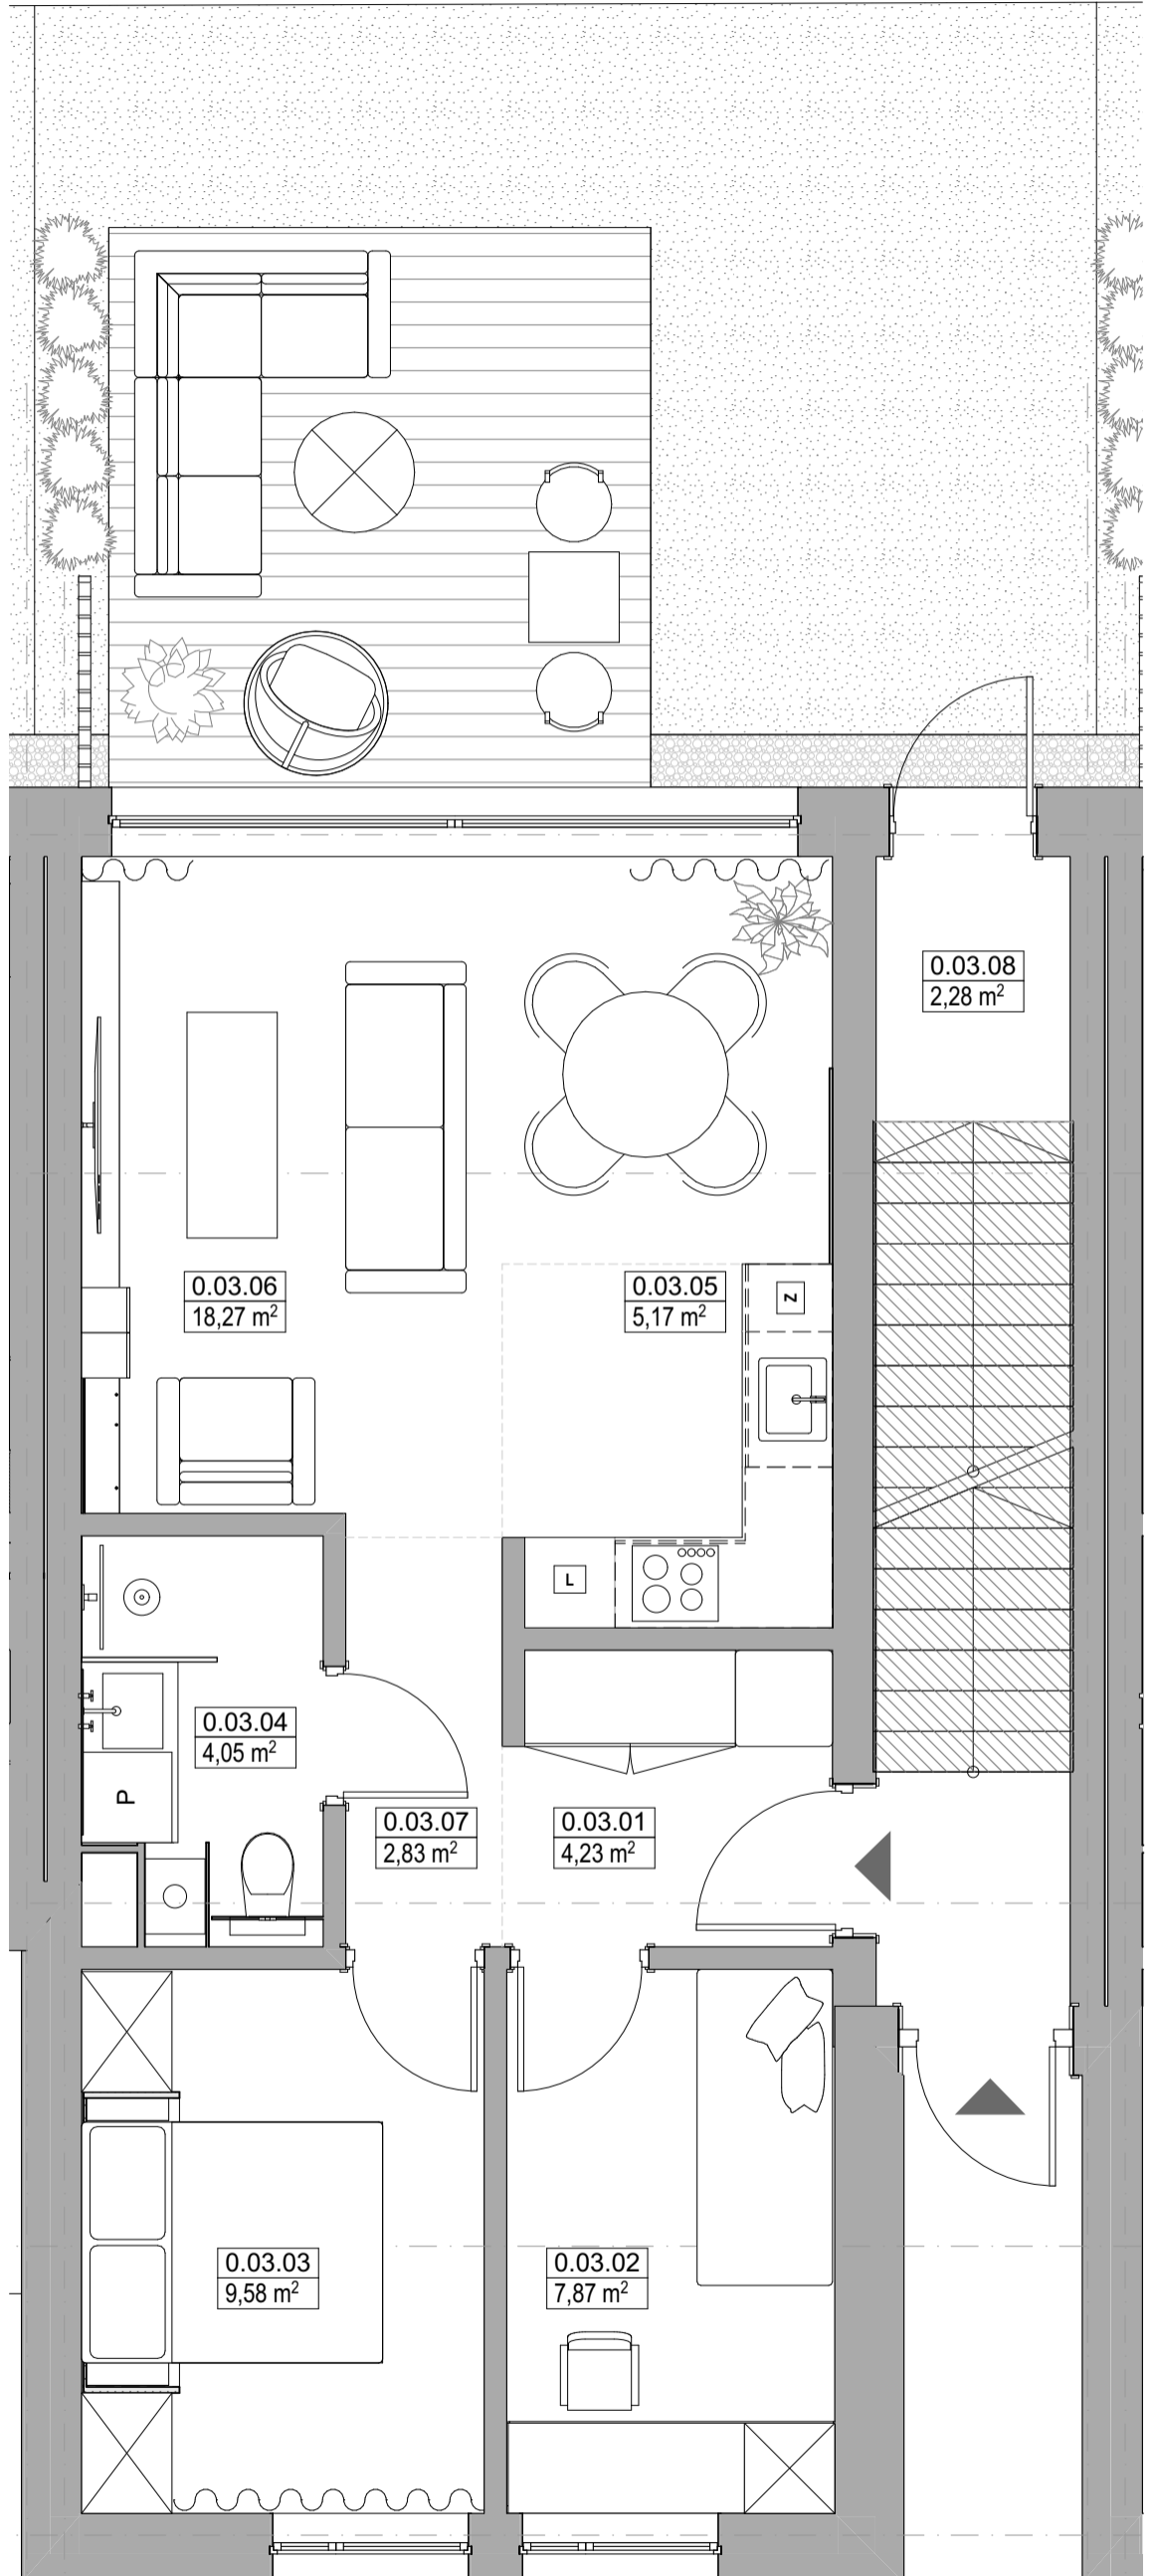 0.03.08
2,28 m²
0.03.06
18,27 m²
0.03.05
5,17 m²
Z
L
0.03.04
4,05 m²
P
0.03.07
2,83 m²
0.03.01
4,23 m²
0.03.03
9,58 m²
0.03.02
7,87 m²